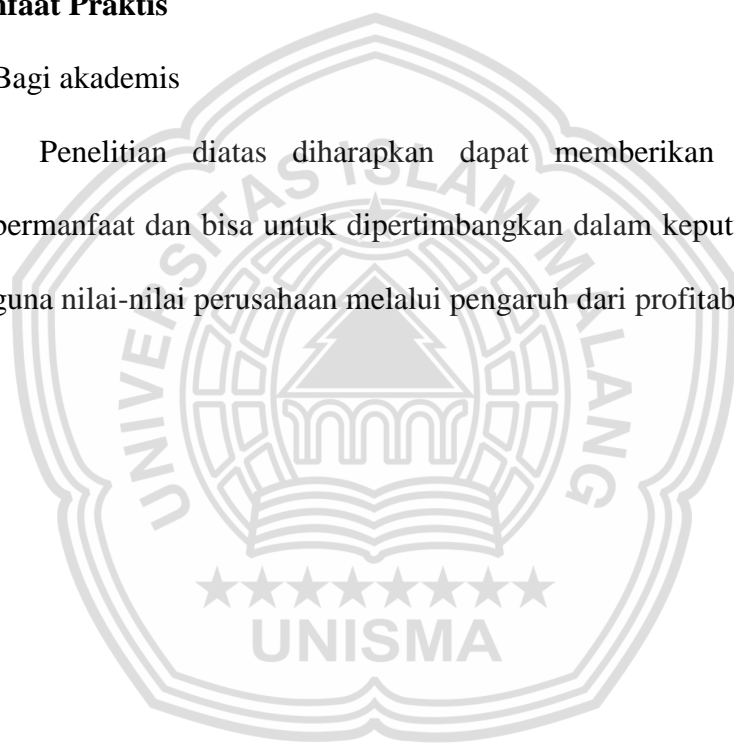 nfaat Praktis
Bagi akademis
Penelitian diatas diharapkan dapat memberikan
permanfaat dan bisa untuk dipertimbangkan dalam keput
guna nilai-nilai perusahaan melalui pengaruh dari profitab
UNIVERSITAS ISLAM MALANG
UNISMA